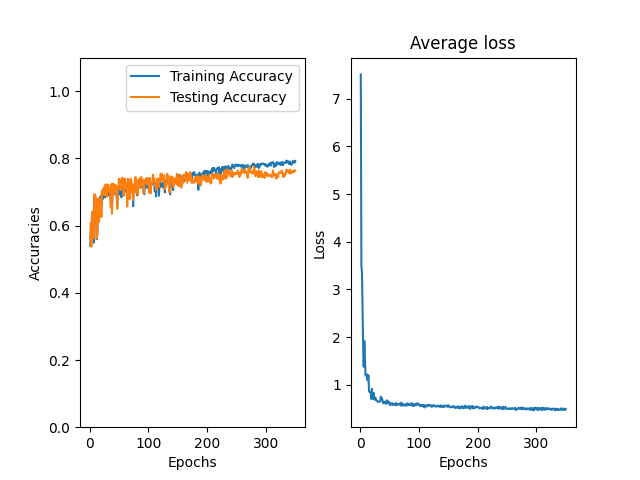 Average loss
Training Accuracy
Testing Accuracy
1.0
0.8
0.6
0.4
0.2
0.0
Accuracies
0 100 200 300
Epochs
7
6
5
4
3
2
1
Loss
0 100 200 300
Epochs